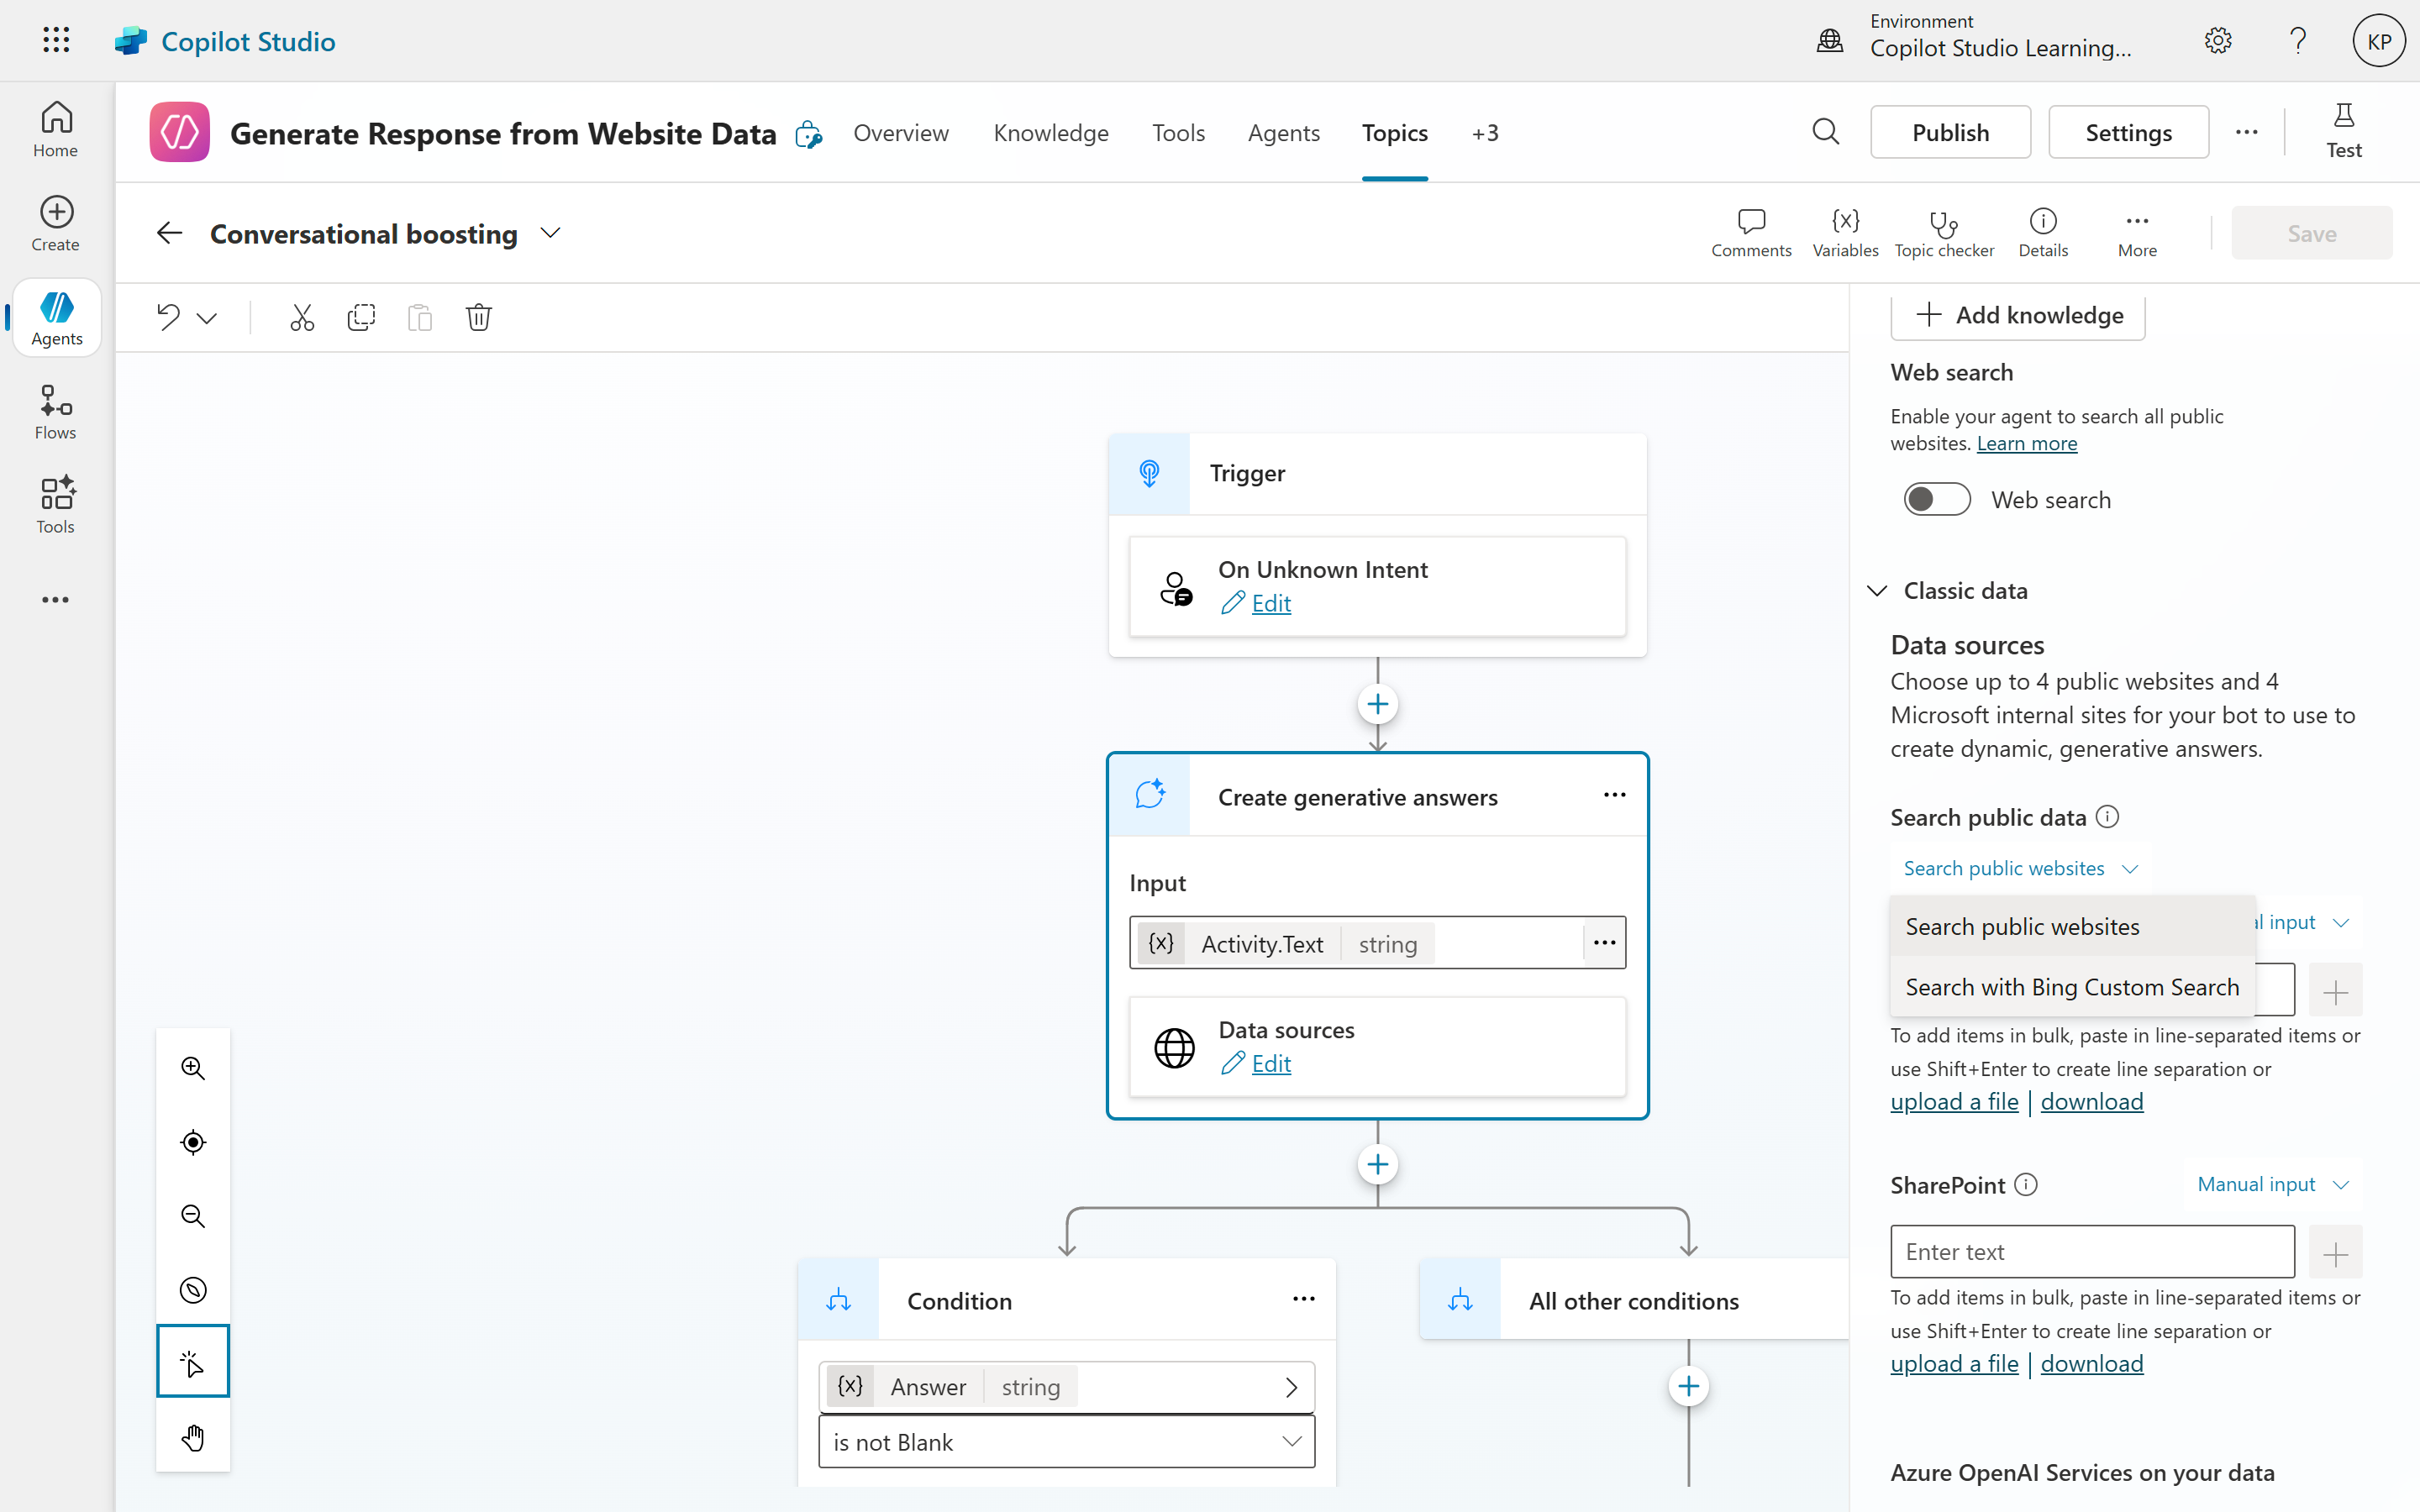 Copilot Studio
Environment
Copilot Studio Learning...
KP
Home
Create
Agents
Flows
Tools
Generate Response from Website Data
Overview
Knowledge
Tools
Agents
Topics
+3
Publish
Settings
Test
Conversational boosting
Comments
Variables
Topic checker
Details
More
Save
Trigger
On Unknown Intent
Edit
Create generative answers
Input
{x} Activity.Text string
Data sources
Edit
Condition
{x} Answer string
is not Blank
All other conditions
Add knowledge
Web search
Enable your agent to search all public
websites. Learn more
Web search
Classic data
Data sources
Choose up to 4 public websites and 4
Microsoft internal sites for your bot to use to
create dynamic, generative answers.
Search public data
Search public websites
Search public websites
input
Search with Bing Custom Search
To add items in bulk, paste in line-separated items or
use Shift+Enter to create line separation or
upload a file | download
SharePoint
Manual input
Enter text
To add items in bulk, paste in line-separated items or
use Shift+Enter to create line separation or
upload a file | download
Azure OpenAI Services on your data